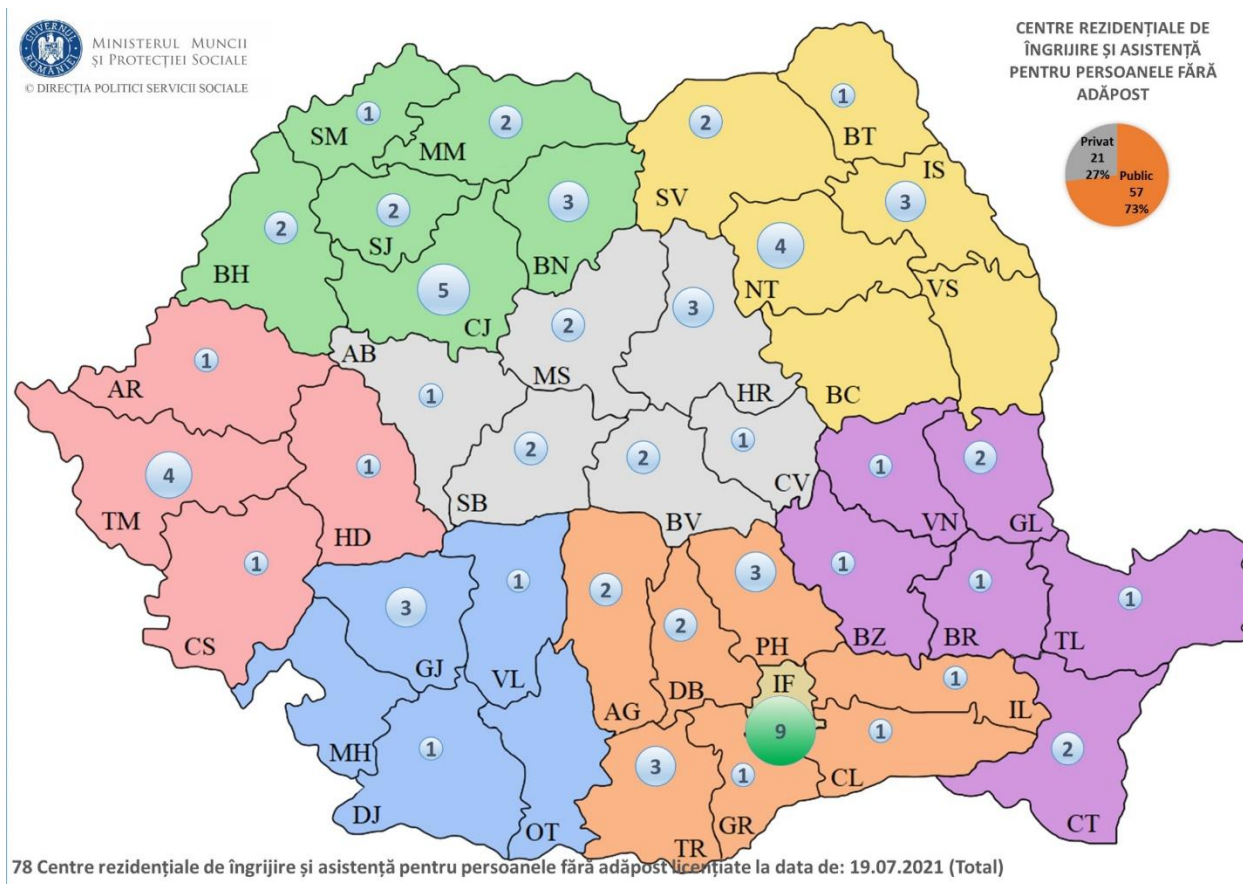 GUVERNUL ROMÂNIEI
MINISTERUL MUNCII
ȘI PROTECȚIEI SOCIALE
© DIRECȚIA POLITICI SERVICII SOCIALE
CENTRE REZIDENȚIALE DE
ÎNGRIJIRE ȘI ASISTENȚĂ
PENTRU PERSOANELE FĂRĂ
ADĂPOST
Privat
21
27%
Public
57
73%
SM 1
MM 2
SV 2
BT 1
IS 3
BH 2
SJ 2
BN 3
NT 4
VS
CJ 5
AB 1
MS 2
HR 3
BC
AR 1
TM 4
HD 1
SB 2
BV 2
CV 1
VN 1
GL 2
CS 1
GJ 3
VL 1
AG 2
DB 2
PH 3
BZ 1
BR 1
TL 1
IF
9
IL 1
MH
DJ 1
OT
TR 3
GR 1
CL 1
CT 2
78 Centre rezidențiale de îngrijire și asistență pentru persoanele fără adăpost licențiate la data de: 19.07.2021 (Total)